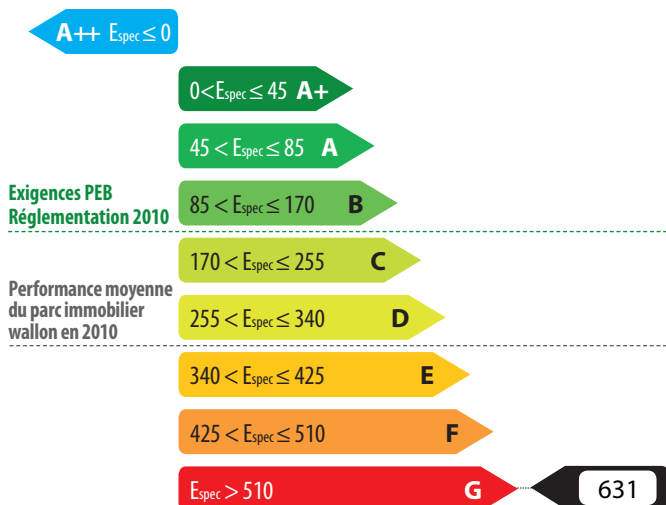 A++ Espec ≤ 0
0<Espec ≤ 45 A+
45 < Espec ≤ 85 A
Exigences PEB
Réglementation 2010
85 < Espec ≤ 170 B
170 < Espec ≤ 255 C
Performance moyenne
du parc immobilier
wallon en 2010
255 < Espec ≤ 340 D
340 < Espec ≤ 425 E
425 < Espec ≤ 510 F
Espec > 510 G 631